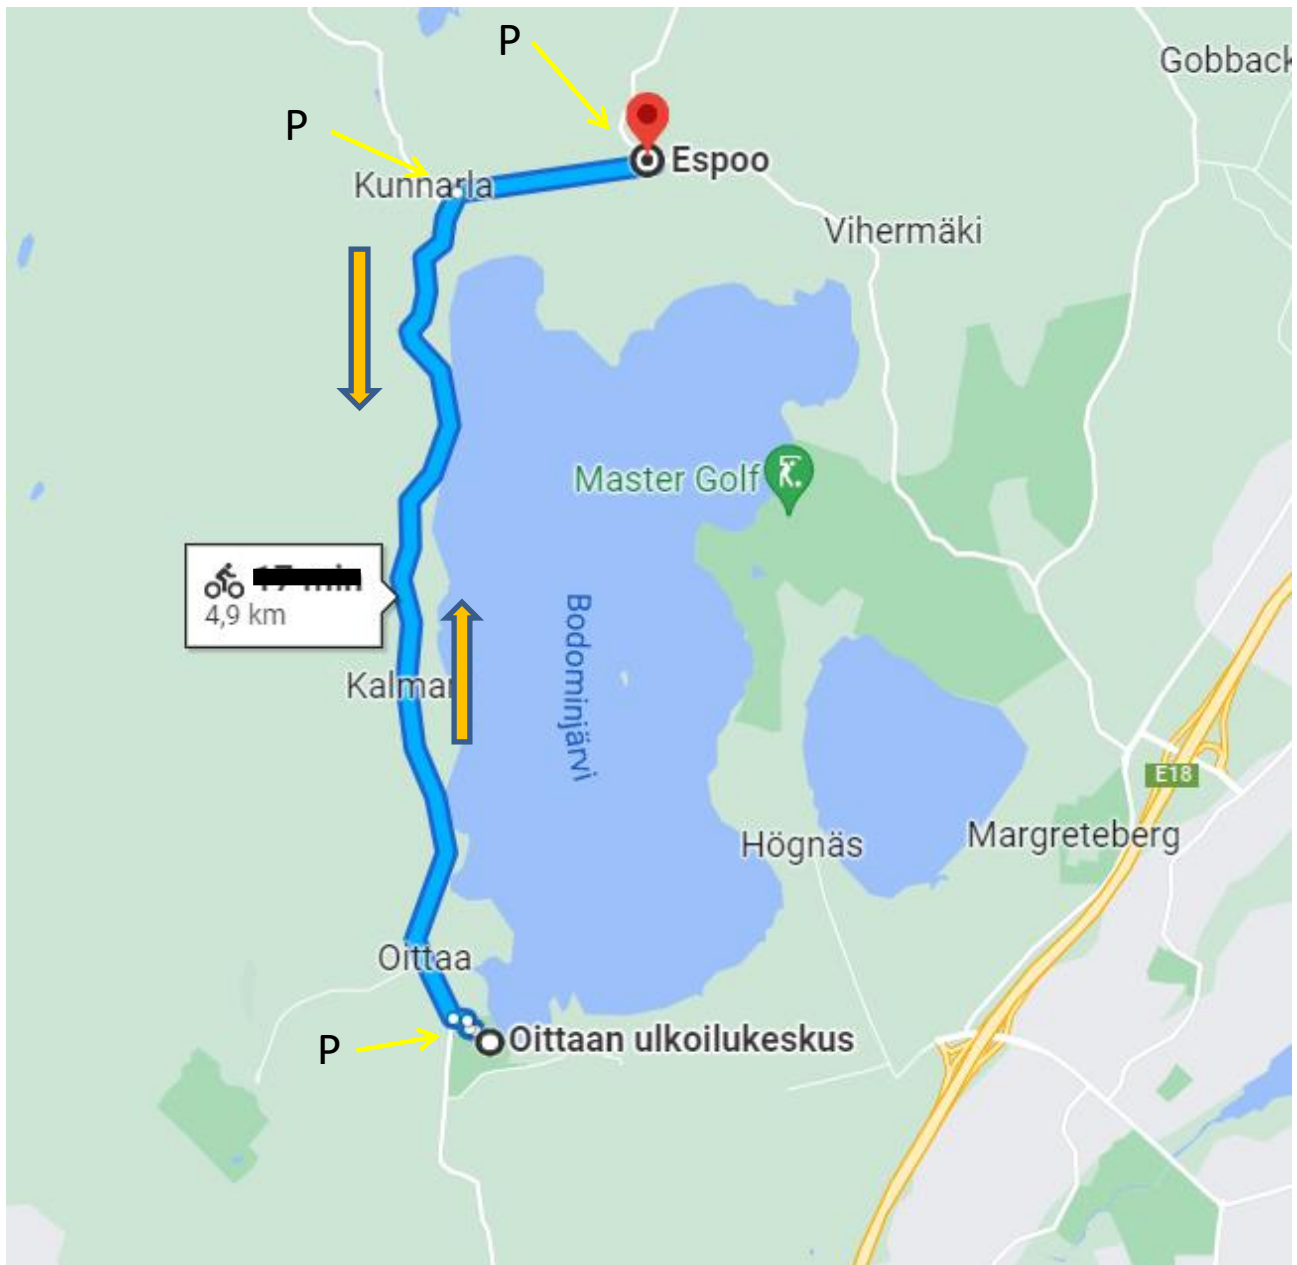 P
Gobback
P
Espoo
Kunnarla
Vihermäki
Master Golf
4,9 km
Bodominjärvi
Kalmar
E18
Margreteberg
Högnäs
Oittaa
P
Oittaan ulkoilukeskus